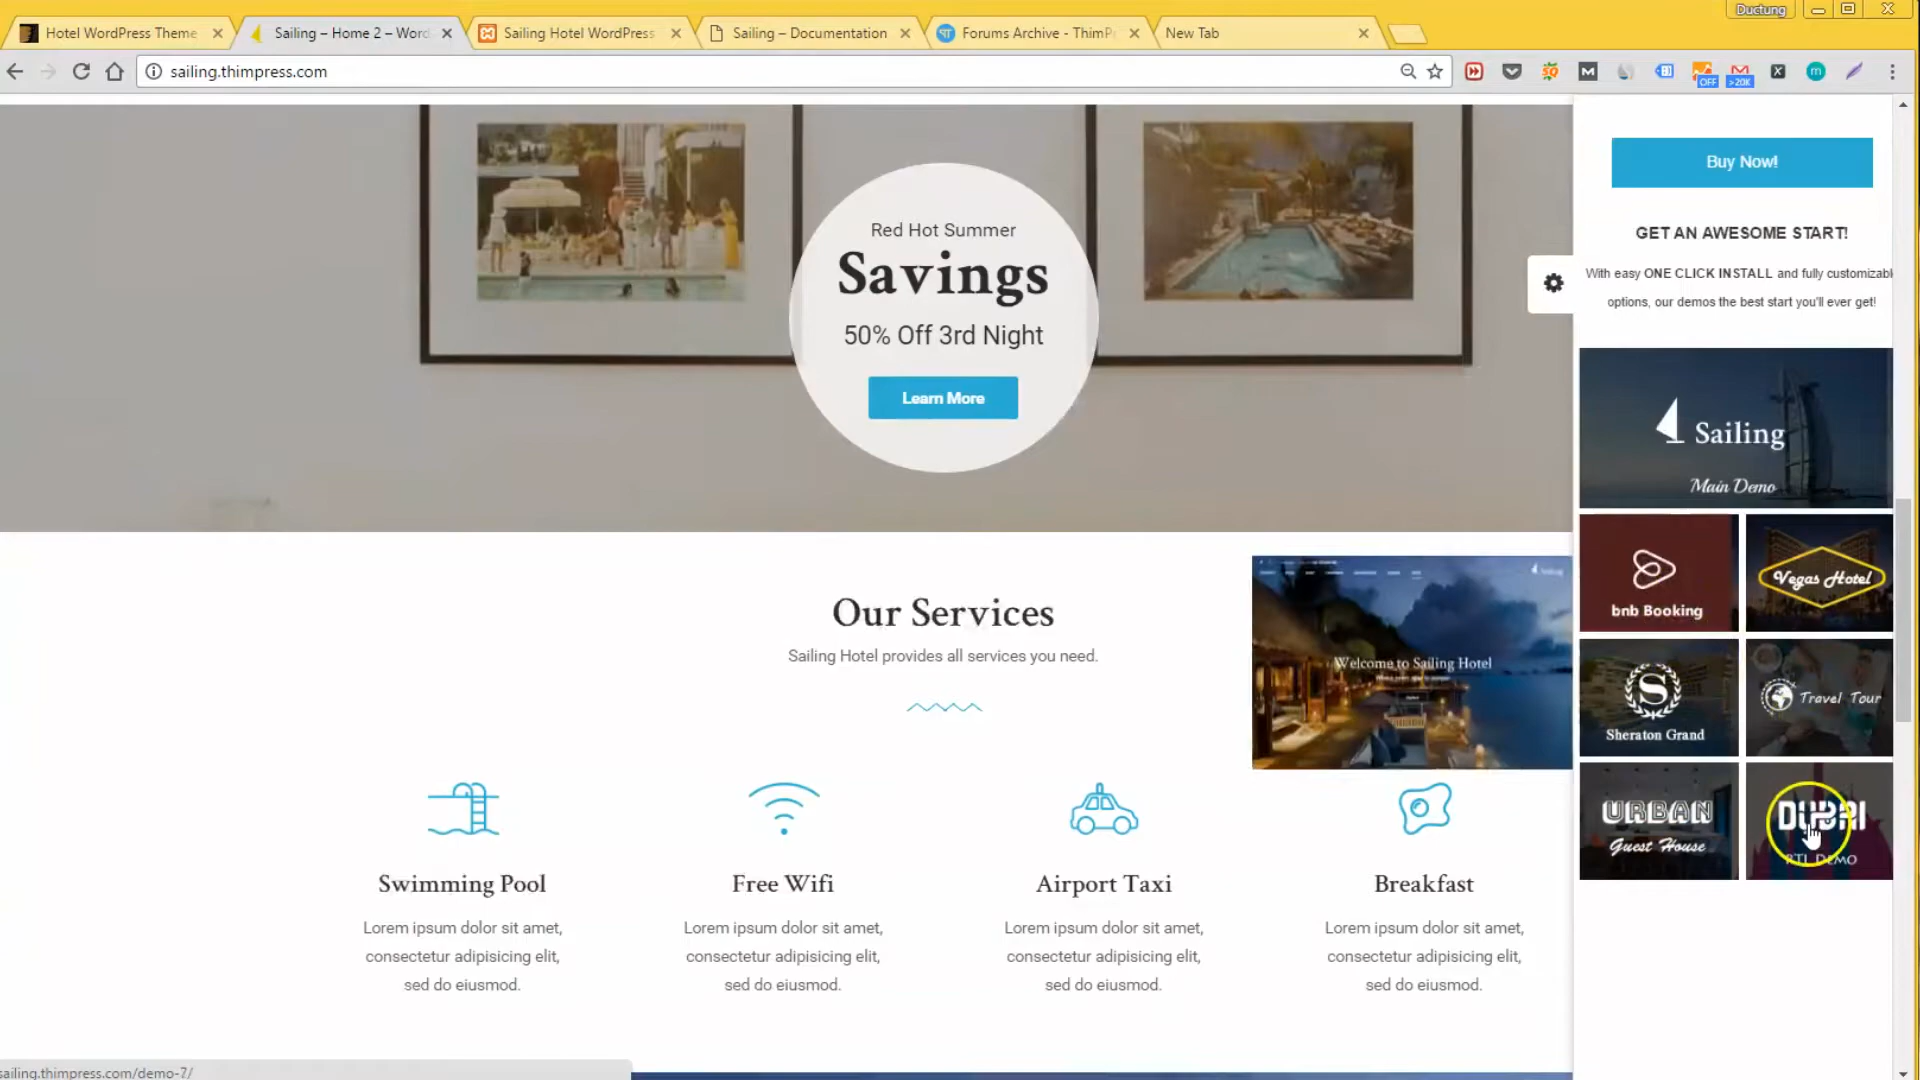 Ductung
Hotel WordPress Theme
Sailing – Home 2 – Word
Sailing Hotel WordPress
Sailing – Documentation
Forums Archive - ThimP
New Tab
sailing.thimpress.com
OFF
>20K
Buy Now!
GET AN AWESOME START!
With easy ONE CLICK INSTALL and fully customizabl
options, our demos the best start you'll ever get!
Red Hot Summer
Savings
50% Off 3rd Night
Learn More
Sailing
Main Demo
bnb Booking
Vegas Hotel
Sheraton Grand
Travel Tour
URBAN
Guest House
DUBAI
RTL DEMO
Our Services
Sailing Hotel provides all services you need.
Welcome to Sailing Hotel
Swimming Pool
Free Wifi
Airport Taxi
Breakfast
Lorem ipsum dolor sit amet,
consectetur adipisicing elit,
sed do eiusmod.
Lorem ipsum dolor sit amet,
consectetur adipisicing elit,
sed do eiusmod.
Lorem ipsum dolor sit amet,
consectetur adipisicing elit,
sed do eiusmod.
Lorem ipsum dolor sit amet,
consectetur adipisicing elit,
sed do eiusmod.
sailing.thimpress.com/demo-7/